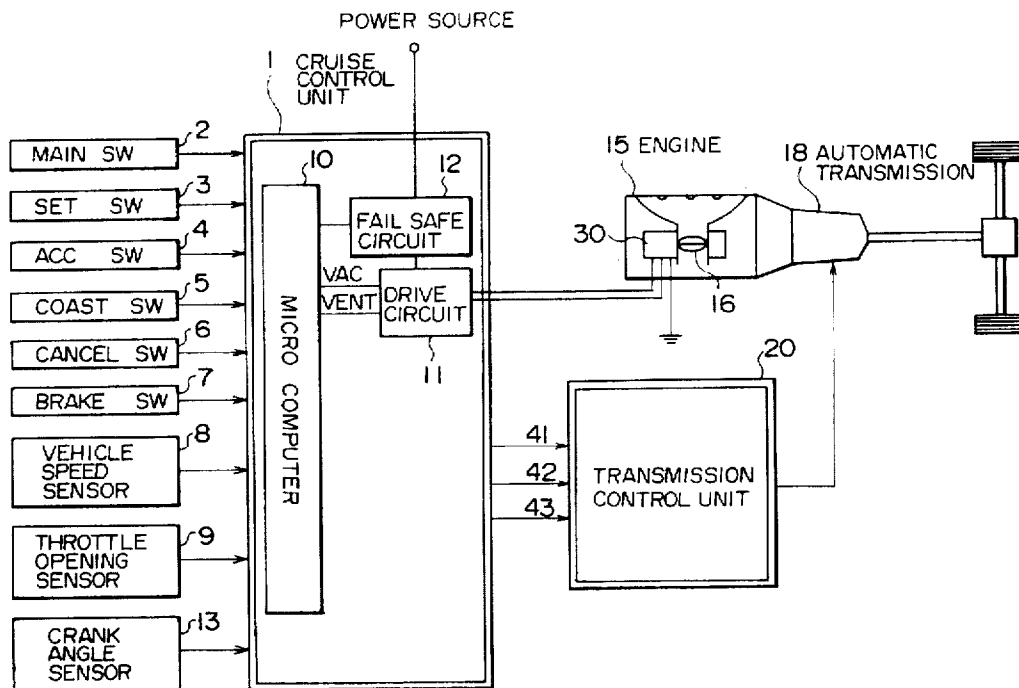 POWER SOURCE
1 CRUISE
CONTROL
UNIT
2
MAIN SW
3
SET SW
4
ACC SW
5
COAST SW
6
CANCEL SW
7
BRAKE SW
8
VEHICLE
SPEED
SENSOR
9
THROTTLE
OPENING
SENSOR
13
CRANK
ANGLE
SENSOR
10
MICRO COMPUTER
12
FAIL SAFE
CIRCUIT
VAC
VENT
DRIVE
CIRCUIT
11
15 ENGINE
18 AUTOMATIC
TRANSMISSION
30
16
20
41
42
43
TRANSMISSION
CONTROL UNIT